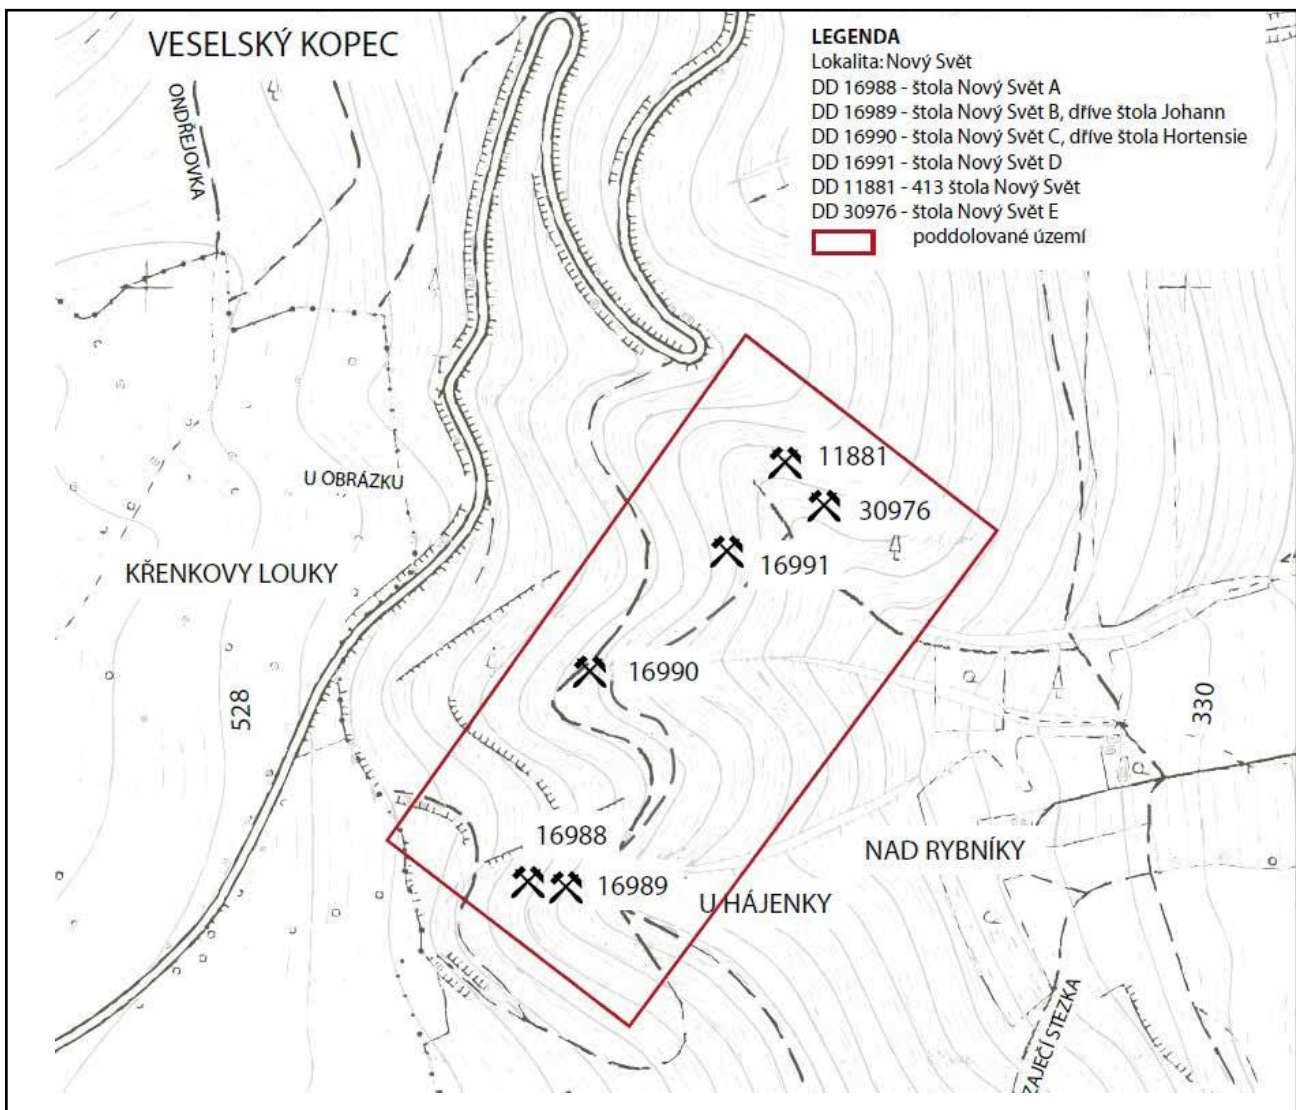 VESELSKÝ KOPEC
ONDŘEJOVKA
LEGENDA
Lokalita: Nový Svět
DD 16988 - štola Nový Svět A
DD 16989 - štola Nový Svět B, dříve štola Johann
DD 16990 - štola Nový Svět C, dříve štola Hortensie
DD 16991 - štola Nový Svět D
DD 11881 - 413 štola Nový Svět
DD 30976 - štola Nový Svět E
poddolované území
11881
U OBRÁZKU
30976
16991
KŘENKOVY LOUKY
16990
528
330
16988
NAD RYBNÍKY
16989
U HÁJENKY
ZAJEČÍ STEZKA